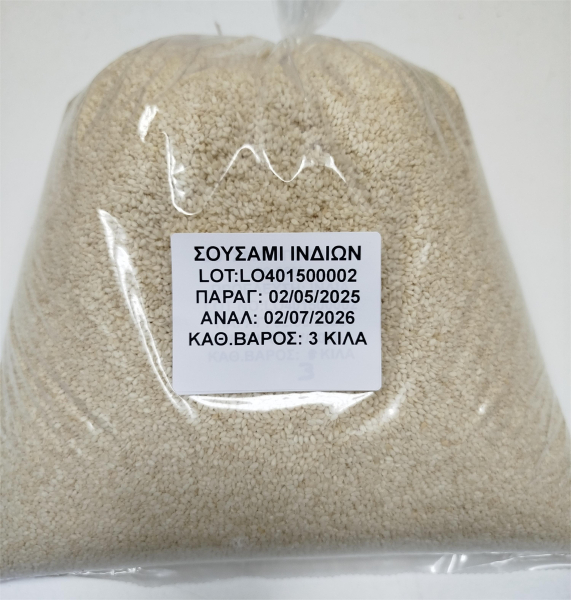 ΣΟΥΣΑΜΙ ΙΝΔΙΩΝ
LOT:LO401500002
ΠΑΡΑΓ: 02/05/2025
ΑΝΑΛ: 02/07/2026
ΚΑΘ.ΒΑΡΟΣ: 3 ΚΙΛΑ